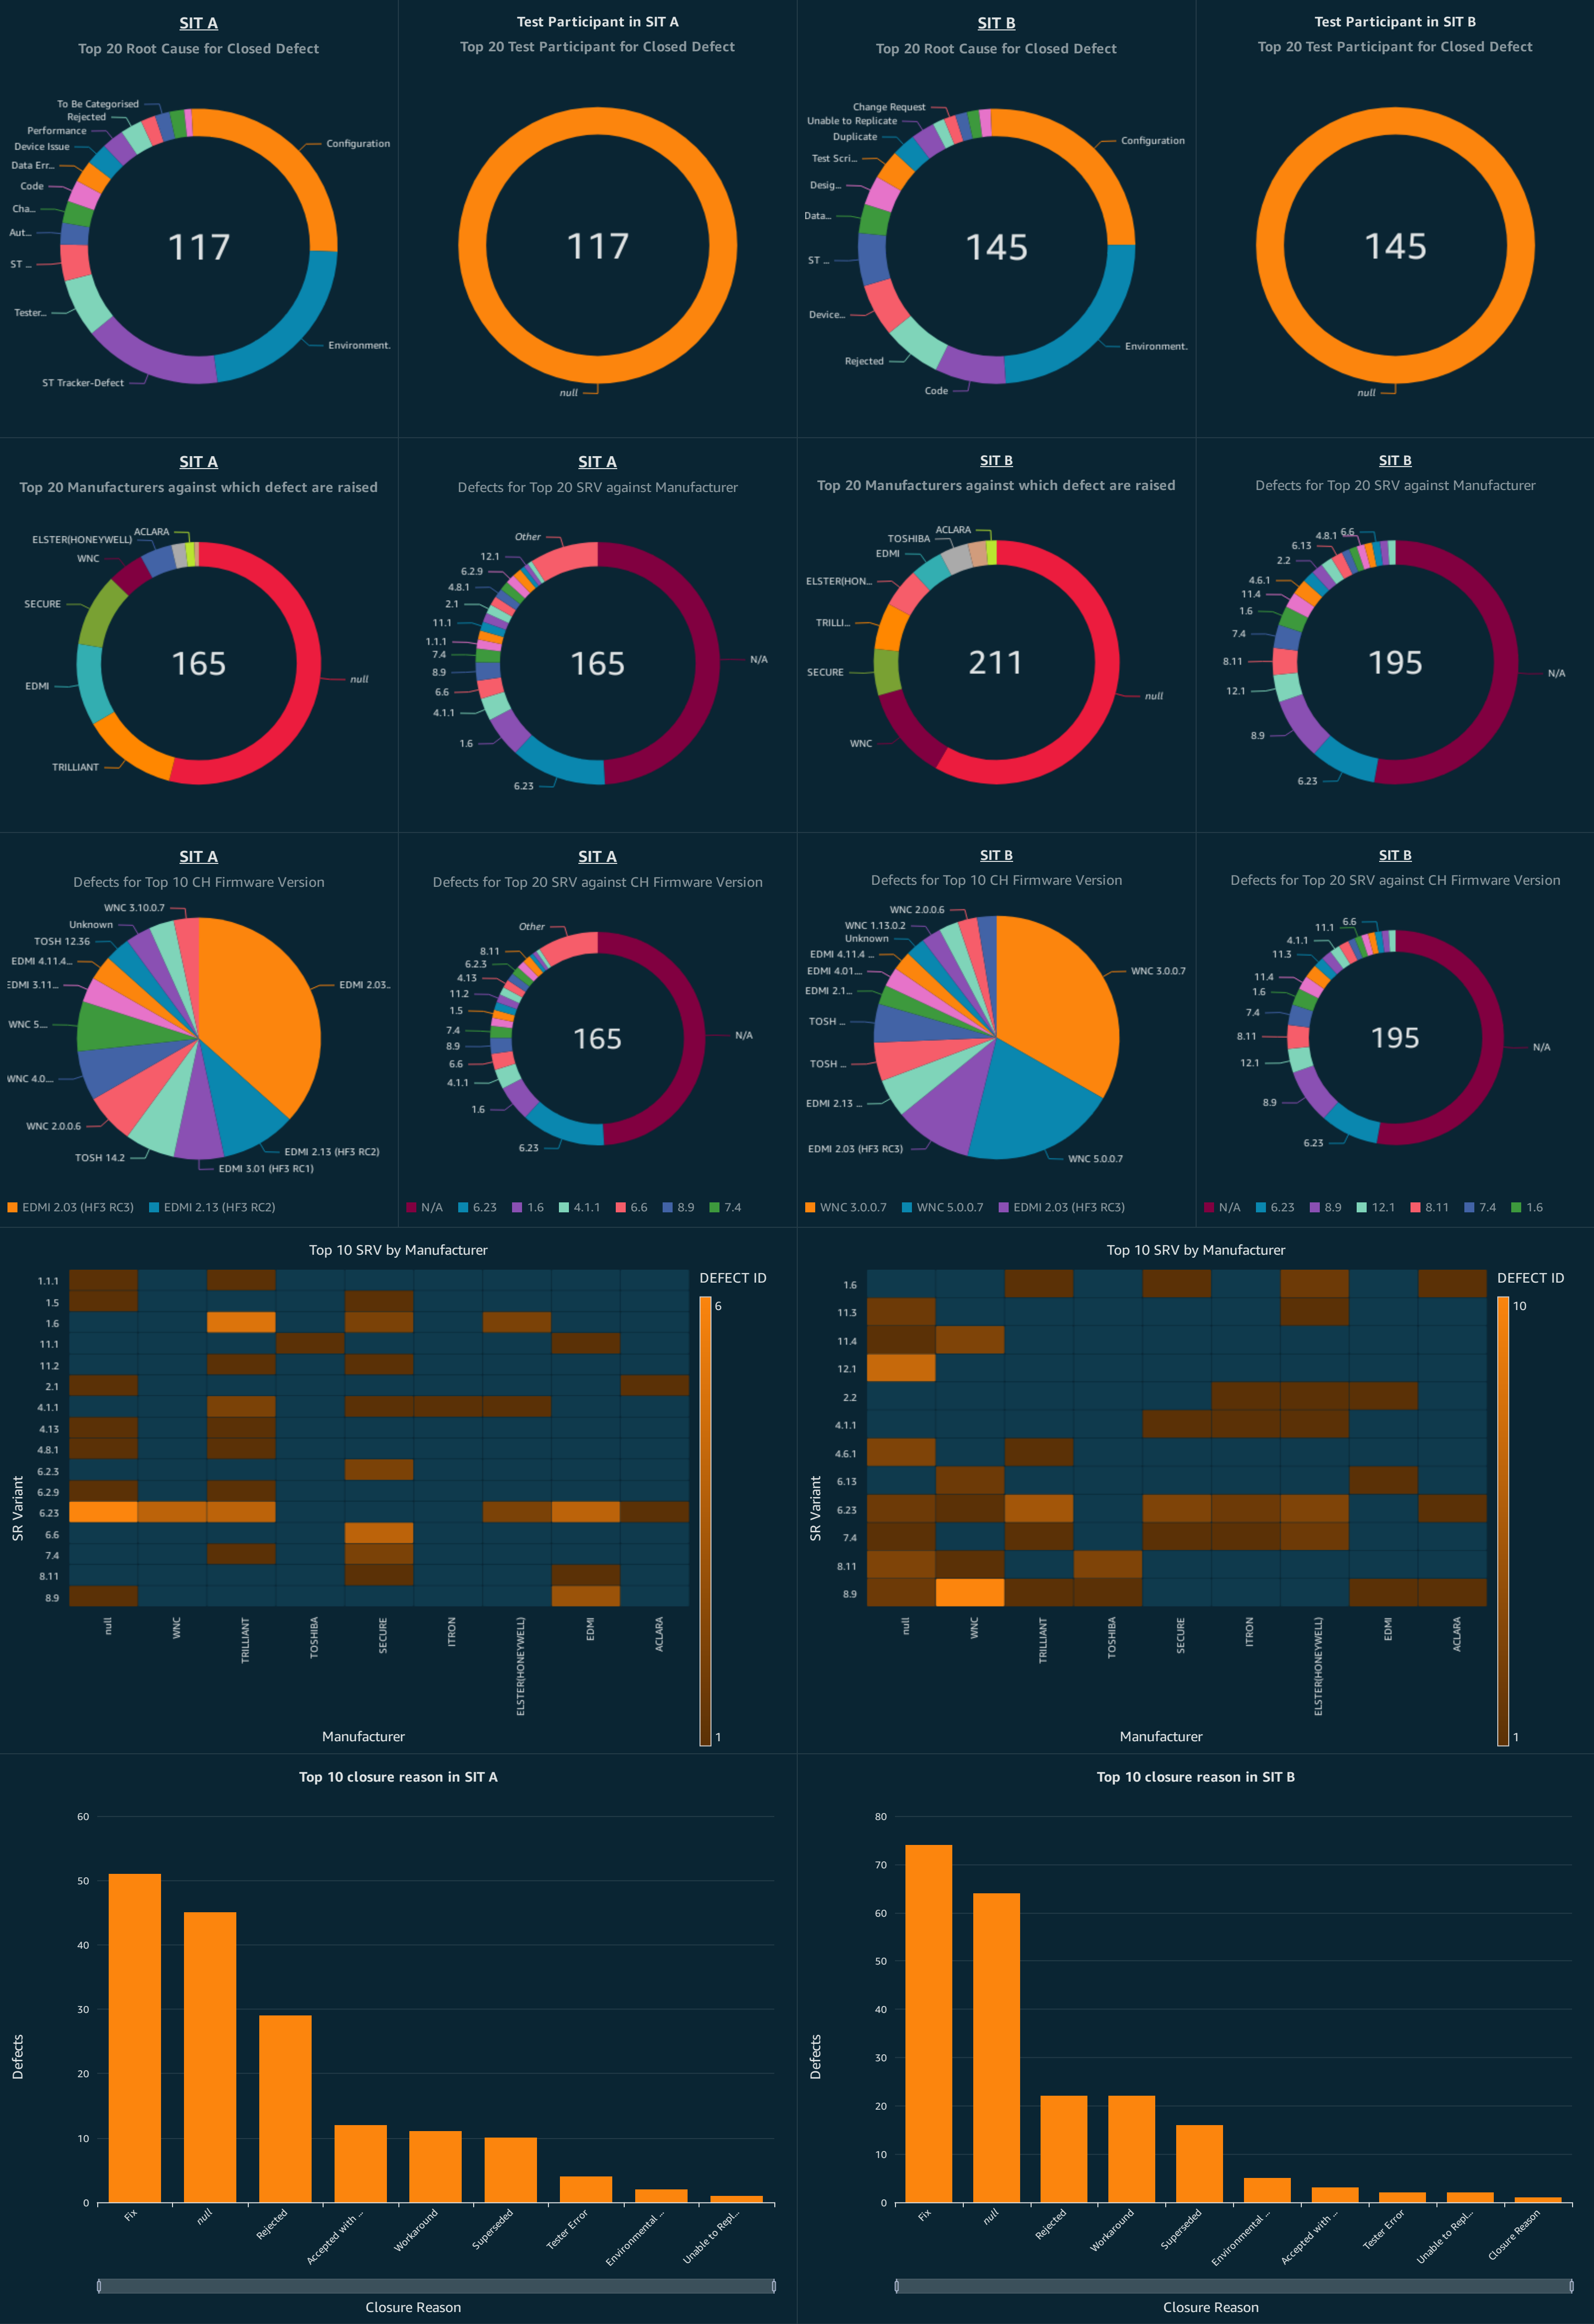 SIT A
Top 20 Root Cause for Closed Defect
To Be Categorised
Rejected
Performance
Device Issue
Data Err...
Code
Cha...
Aut...
ST ...
Tester...
ST Tracker-Defect
Configuration
Environment.
117
Test Participant in SIT A
Top 20 Test Participant for Closed Defect
117
null
SIT B
Top 20 Root Cause for Closed Defect
Change Request
Unable to Replicate
Duplicate
Test Scri...
Desig...
Data...
ST ...
Device...
Rejected
Code
Configuration
Environment.
145
Test Participant in SIT B
Top 20 Test Participant for Closed Defect
145
null
SIT A
Top 20 Manufacturers against which defect are raised
ACLARA
ELSTER(HONEYWELL)
WNC
SECURE
EDMI
TRILLIANT
null
165
SIT A
Defects for Top 20 SRV against Manufacturer
Other
12.1
6.2.9
4.8.1
2.1
11.1
1.1.1
7.4
8.9
6.6
4.1.1
1.6
6.23
N/A
165
SIT B
Top 20 Manufacturers against which defect are raised
ACLARA
TOSHIBA
EDMI
ELSTER(HON...
TRILLI...
SECURE
WNC
null
211
SIT B
Defects for Top 20 SRV against Manufacturer
6.6
4.8.1
6.13
2.2
4.6.1
11.4
1.6
7.4
8.11
12.1
8.9
6.23
N/A
195
SIT A
Defects for Top 10 CH Firmware Version
WNC 3.10.0.7
Unknown
TOSH 12.36
EDMI 4.11.4...
EDMI 3.11...
WNC 5....
WNC 4.0...
WNC 2.0.0.6
TOSH 14.2
EDMI 3.01 (HF3 RC1)
EDMI 2.13 (HF3 RC2)
EDMI 2.03..
EDMI 2.03 (HF3 RC3)
EDMI 2.13 (HF3 RC2)
SIT A
Defects for Top 20 SRV against CH Firmware Version
Other
8.11
6.2.3
4.13
11.2
1.5
7.4
8.9
6.6
4.1.1
1.6
6.23
N/A
165
N/A
6.23
1.6
4.1.1
6.6
8.9
7.4
SIT B
Defects for Top 10 CH Firmware Version
WNC 2.0.0.6
WNC 1.13.0.2
Unknown
EDMI 4.11.4 ...
EDMI 4.01....
EDMI 2.1...
TOSH ...
TOSH ...
EDMI 2.13 ...
EDMI 2.03 (HF3 RC3)
WNC 5.0.0.7
WNC 3.0.0.7
WNC 3.0.0.7
WNC 5.0.0.7
EDMI 2.03 (HF3 RC3)
SIT B
Defects for Top 20 SRV against CH Firmware Version
6.6
11.1
4.1.1
11.3
11.4
1.6
7.4
8.11
12.1
8.9
6.23
N/A
195
N/A
6.23
8.9
12.1
8.11
7.4
1.6
Top 10 SRV by Manufacturer
SR Variant
1.1.1
1.5
1.6
11.1
11.2
2.1
4.1.1
4.13
4.8.1
6.2.3
6.2.9
6.23
6.6
7.4
8.11
8.9
null
WNC
TRILLIANT
TOSHIBA
SECURE
ITRON
ELSTER(HONEYWELL)
EDMI
ACLARA
Manufacturer
DEFECT ID
6
1
Top 10 SRV by Manufacturer
SR Variant
1.6
11.3
11.4
12.1
2.2
4.1.1
4.6.1
6.13
6.23
7.4
8.11
8.9
null
WNC
TRILLIANT
TOSHIBA
SECURE
ITRON
ELSTER(HONEYWELL)
EDMI
ACLARA
Manufacturer
DEFECT ID
10
1
Top 10 closure reason in SIT A
Defects
60
50
40
30
20
10
0
Fix
null
Rejected
Accepted with ...
Workaround
Superseded
Tester Error
Environmental ...
Unable to Repl...
Closure Reason
Top 10 closure reason in SIT B
Defects
80
70
60
50
40
30
20
10
0
Fix
null
Rejected
Workaround
Superseded
Environmental ...
Accepted with ...
Tester Error
Unable to Repl...
Closure Reason
Closure Reason